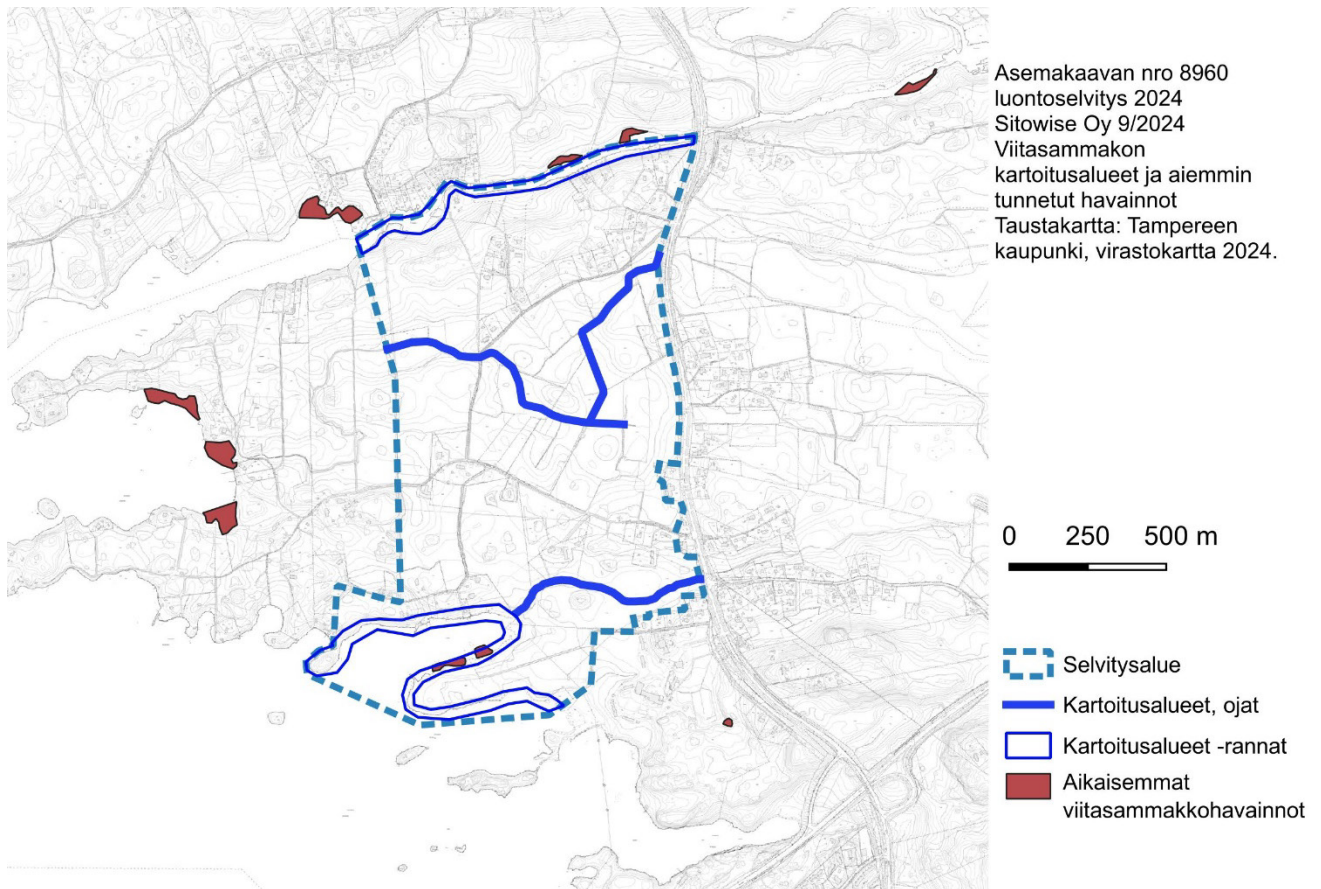 Asemakaavan nro 8960
luontoselvitys 2024
Sitowise Oy 9/2024
Viitasammakon
kartoitusalueet ja aiemmin
tunnetut havainnot
Taustakartta: Tampereen
kaupunki, virastokartta 2024.
0 250 500 m
Selvitysalue
Kartoitusalueet, ojat
Kartoitusalueet -rannat
Aikaisemmat
viitasammakkohavainnot